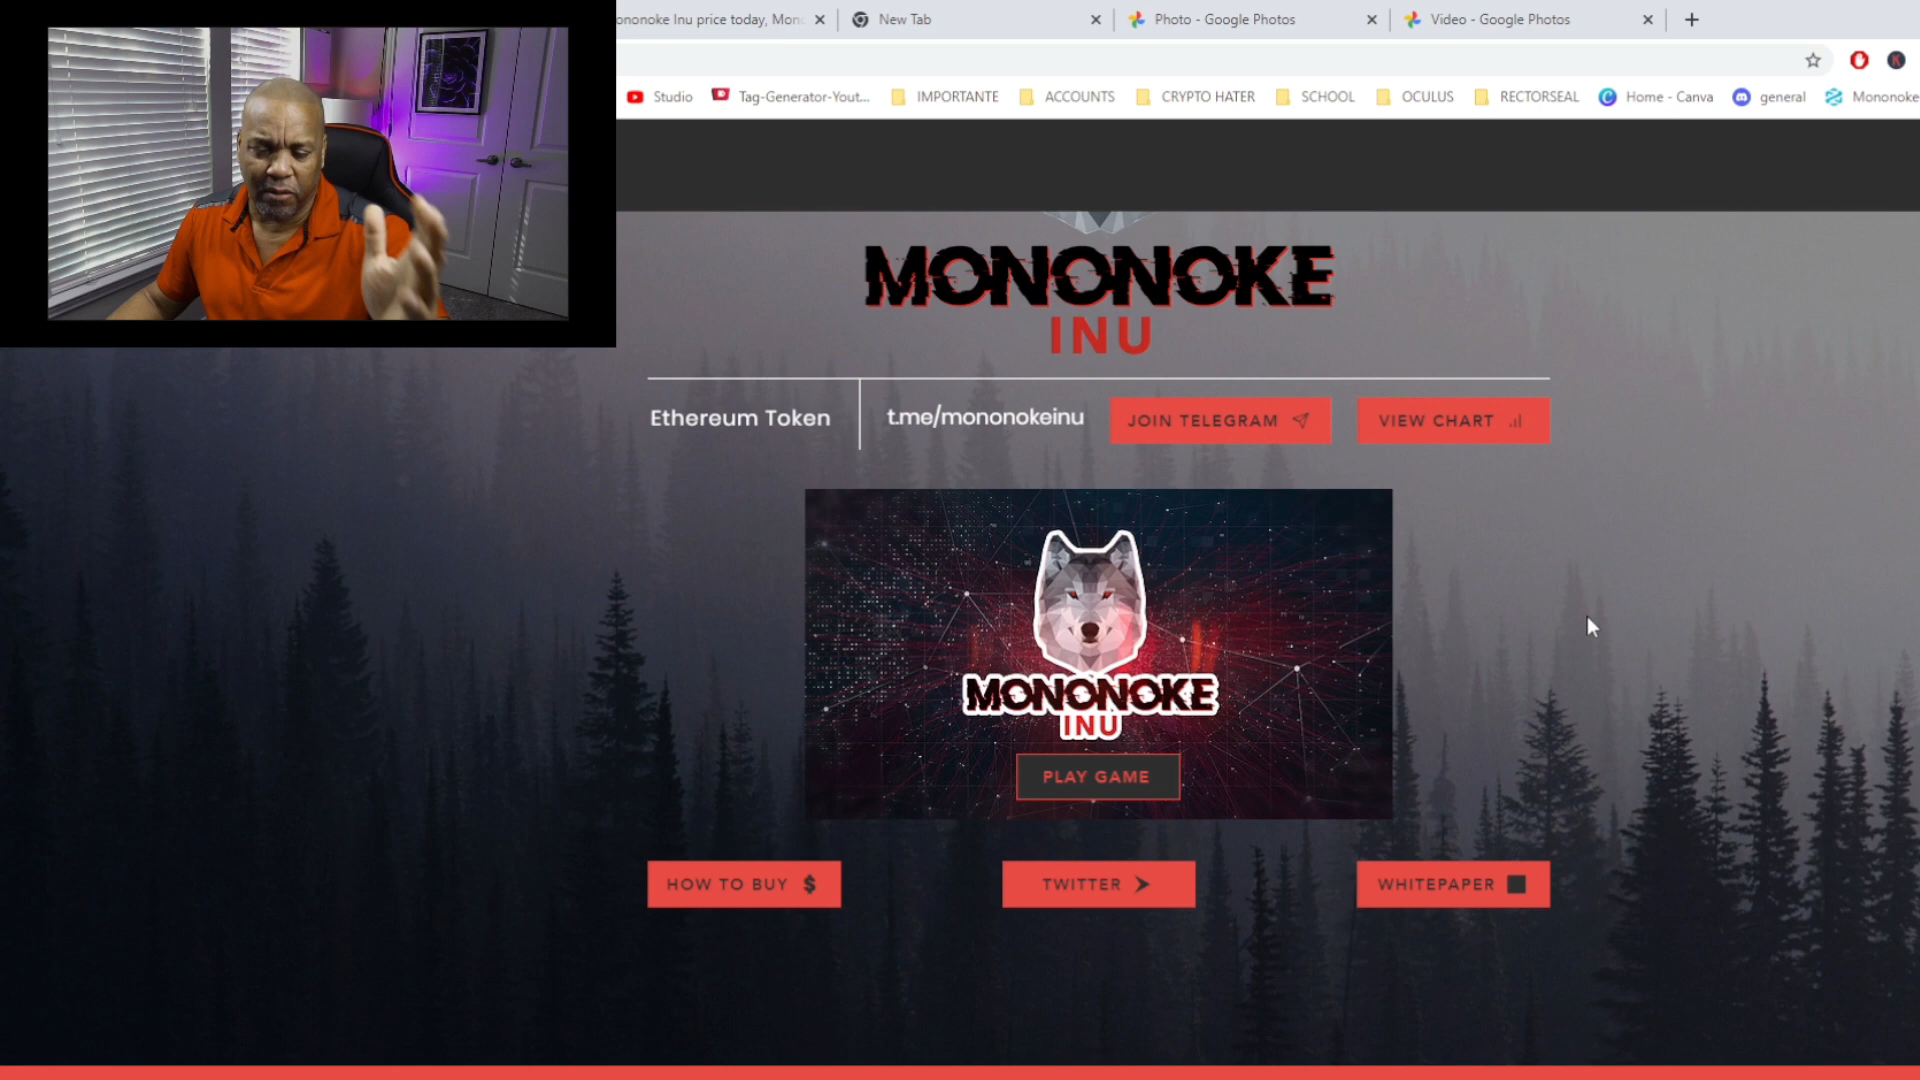 ononoke Inu price today, Mon
New Tab
Photo - Google Photos
Video - Google Photos
Studio
Tag-Generator-Yout...
IMPORTANTE
ACCOUNTS
CRYPTO HATER
SCHOOL
OCULUS
RECTORSEAL
Home - Canva
general
Mononoke
MONONOKE
INU
Ethereum Token
t.me/mononokeinu
JOIN TELEGRAM
VIEW CHART
MONONOKE
INU
PLAY GAME
HOW TO BUY $
TWITTER
WHITEPAPER